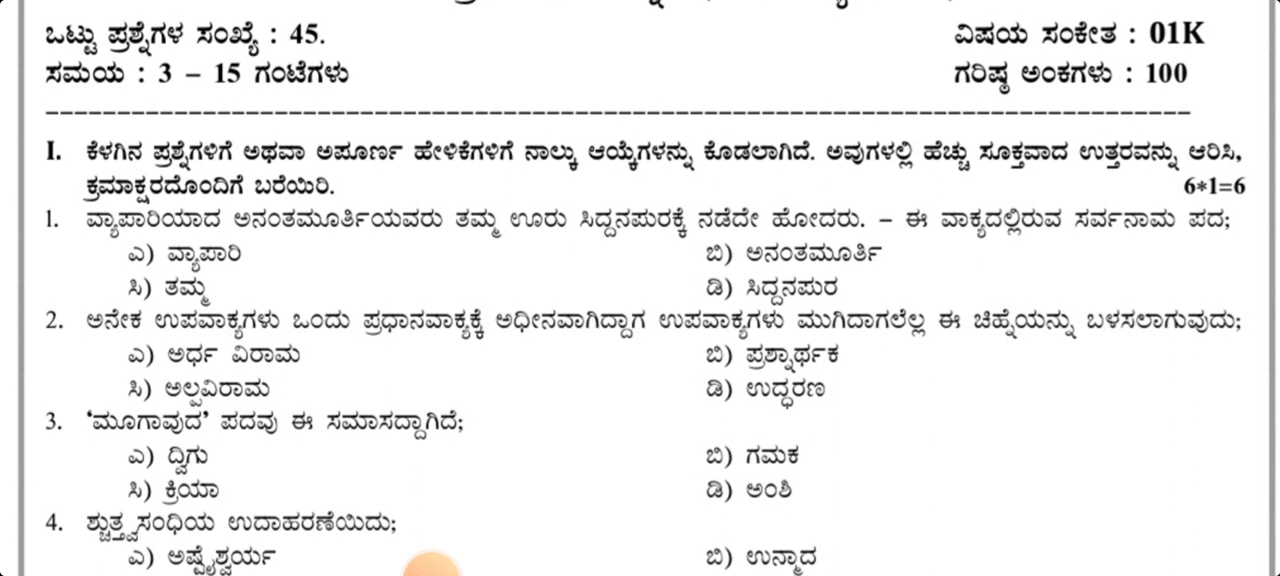 ಒಟ್ಟು ಪ್ರಶ್ನೆಗಳ ಸಂಖ್ಯೆ : 45. ವಿಷಯ ಸಂಕೇತ : 01K
ಸಮಯ : 3 – 15 ಗಂಟೆಗಳು ಗರಿಷ್ಠ ಅಂಕಗಳು : 100
I. ಕೆಳಗಿನ ಪ್ರಶ್ನೆಗಳಿಗೆ ಅಥವಾ ಅಪೂರ್ಣ ಹೇಳಿಕೆಗಳಿಗೆ ನಾಲ್ಕು ಆಯ್ಕೆಗಳನ್ನು ಕೊಡಲಾಗಿದೆ. ಅವುಗಳಲ್ಲಿ ಹೆಚ್ಚು ಸೂಕ್ತವಾದ ಉತ್ತರವನ್ನು ಆರಿಸಿ,
ಕ್ರಮಾಕ್ಷರದೊಂದಿಗೆ ಬರೆಯಿರಿ. 6*1=6
1. ವ್ಯಾಪಾರಿಯಾದ ಅನಂತಮೂರ್ತಿಯವರು ತಮ್ಮ ಊರು ಸಿದ್ದನಪುರಕ್ಕೆ ನಡೆದೇ ಹೋದರು. – ಈ ವಾಕ್ಯದಲ್ಲಿರುವ ಸರ್ವನಾಮ ಪದ;
ಎ) ವ್ಯಾಪಾರಿ ಬಿ) ಅನಂತಮೂರ್ತಿ
ಸಿ) ತಮ್ಮ ಡಿ) ಸಿದ್ದನಪುರ
2. ಅನೇಕ ಉಪವಾಕ್ಯಗಳು ಒಂದು ಪ್ರಧಾನವಾಕ್ಯಕ್ಕೆ ಅಧೀನವಾಗಿದ್ದಾಗ ಉಪವಾಕ್ಯಗಳು ಮುಗಿದಾಗಲೆಲ್ಲ ಈ ಚಿಹ್ನೆಯನ್ನು ಬಳಸಲಾಗುವುದು;
ಎ) ಅರ್ಧ ವಿರಾಮ ಬಿ) ಪ್ರಶ್ನಾರ್ಥಕ
ಸಿ) ಅಲ್ಪವಿರಾಮ ಡಿ) ಉದ್ಧರಣ
3. ‘ಮೂಗಾವುದ’ ಪದವು ಈ ಸಮಾಸದ್ದಾಗಿದೆ;
ಎ) ದ್ವಿಗು ಬಿ) ಗಮಕ
ಸಿ) ಕ್ರಿಯಾ ಡಿ) ಅಂಶಿ
4. ಶ್ಚುತ್ತ್ವಸಂಧಿಯ ಉದಾಹರಣೆಯಿದು;
ಎ) ಅಷ್ಟೈಶ್ವರ್ಯ ಬಿ) ಉನ್ಮಾದ